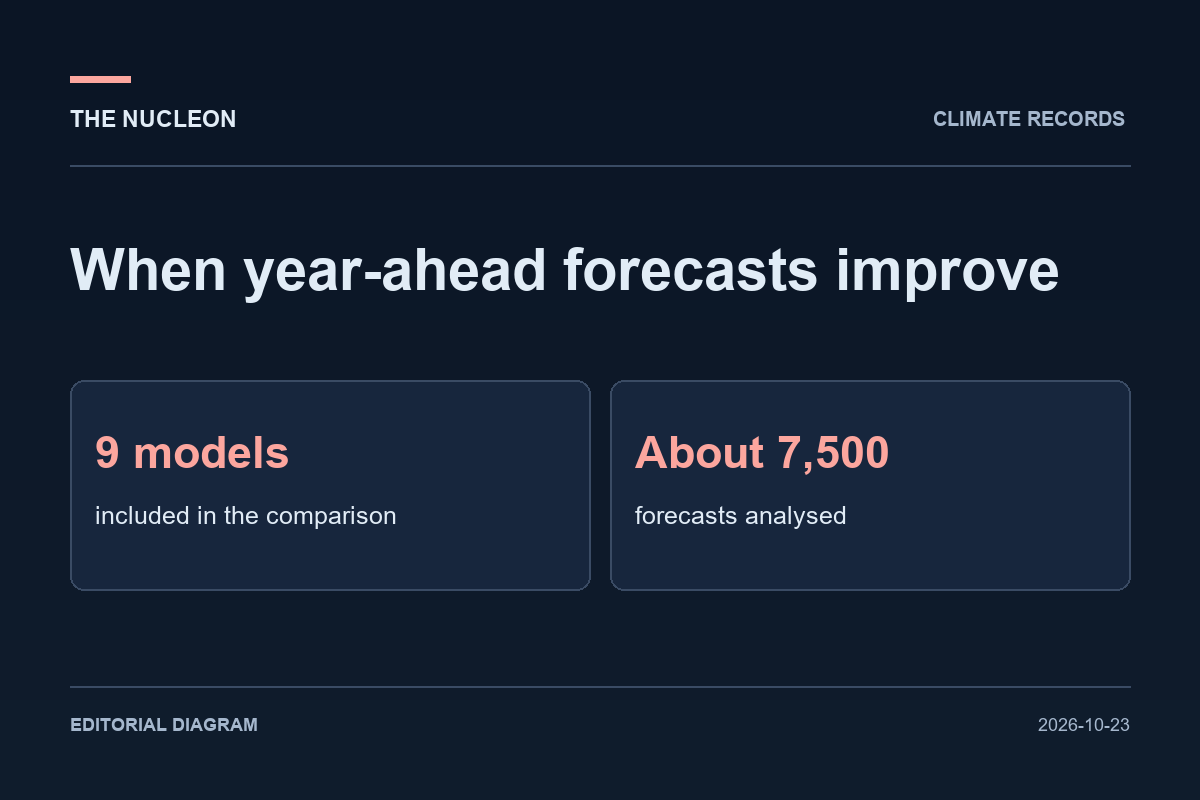 THE NUCLEON
CLIMATE RECORDS
When year-ahead forecasts improve
9 models
included in the comparison
About 7,500
forecasts analysed
EDITORIAL DIAGRAM
2026-10-23